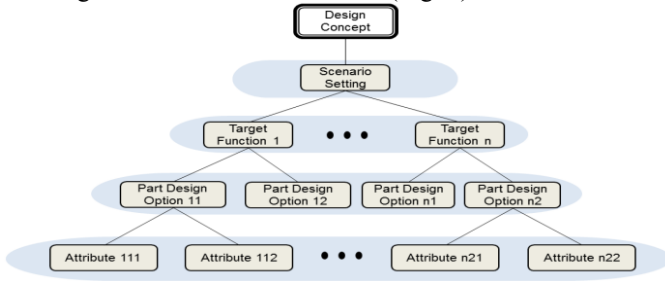 Design
Concept
Scenario
Setting
Target
Function 1
• • •
Target
Function n
Part Design
Option 11
Part Design
Option 12
Part Design
Option n1
Part Design
Option n2
Attribute 111
Attribute 112
• • •
Attribute n21
Attribute n22